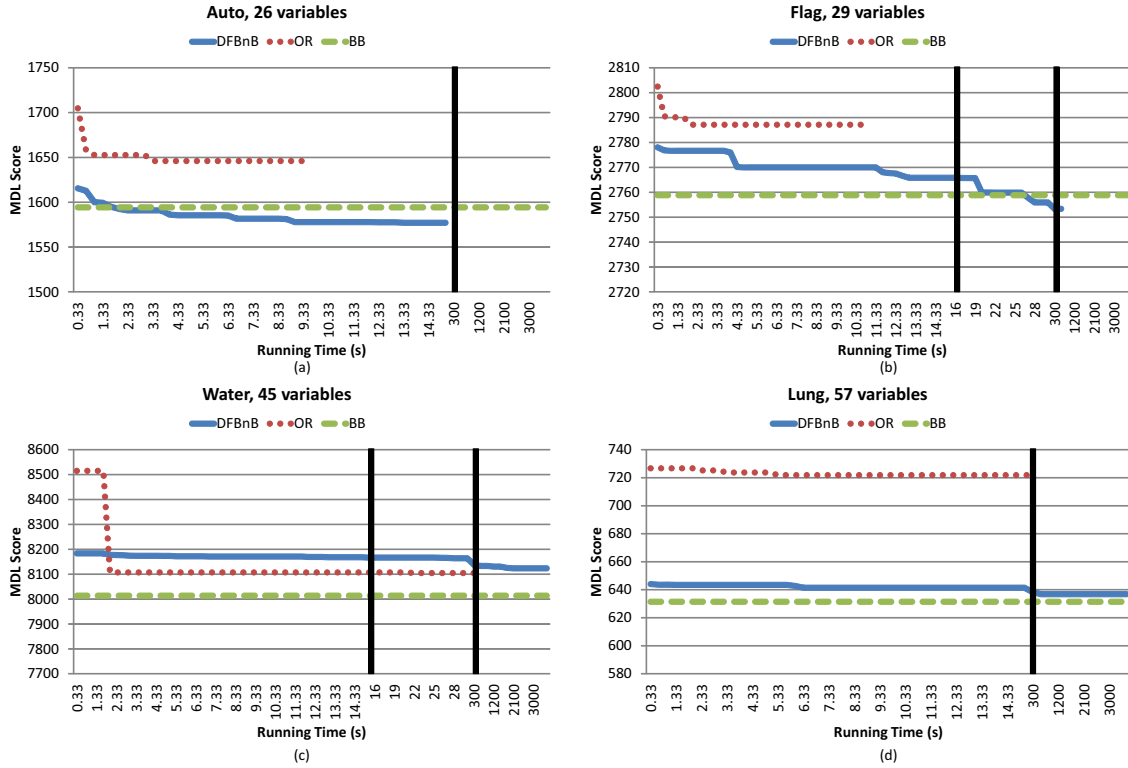 Auto, 26 variables
DFBnB OR BB
MDL Score
1750
1700
1650
1600
1550
1500
0.33 1.33 2.33 3.33 4.33 5.33 6.33 7.33 8.33 9.33 10.33 11.33 12.33 13.33 14.33 300 1200 2100 3000
Running Time (s)
(a)
Flag, 29 variables
DFBnB OR BB
MDL Score
2810
2800
2790
2780
2770
2760
2750
2740
2730
2720
0.33 1.33 2.33 3.33 4.33 5.33 6.33 7.33 8.33 9.33 10.33 11.33 12.33 13.33 14.33 16 19 22 25 28 300 1200 2100 3000
Running Time (s)
(b)
Water, 45 variables
DFBnB OR BB
MDL Score
8600
8500
8400
8300
8200
8100
8000
7900
7800
7700
0.33 1.33 2.33 3.33 4.33 5.33 6.33 7.33 8.33 9.33 10.33 11.33 12.33 13.33 14.33 16 19 22 25 28 300 1200 2100 3000
Running Time (s)
(c)
Lung, 57 variables
DFBnB OR BB
MDL Score
740
720
700
680
660
640
620
600
580
0.33 1.33 2.33 3.33 4.33 5.33 6.33 7.33 8.33 9.33 10.33 11.33 12.33 13.33 14.33 300 1200 2100 3000
Running Time (s)
(d)